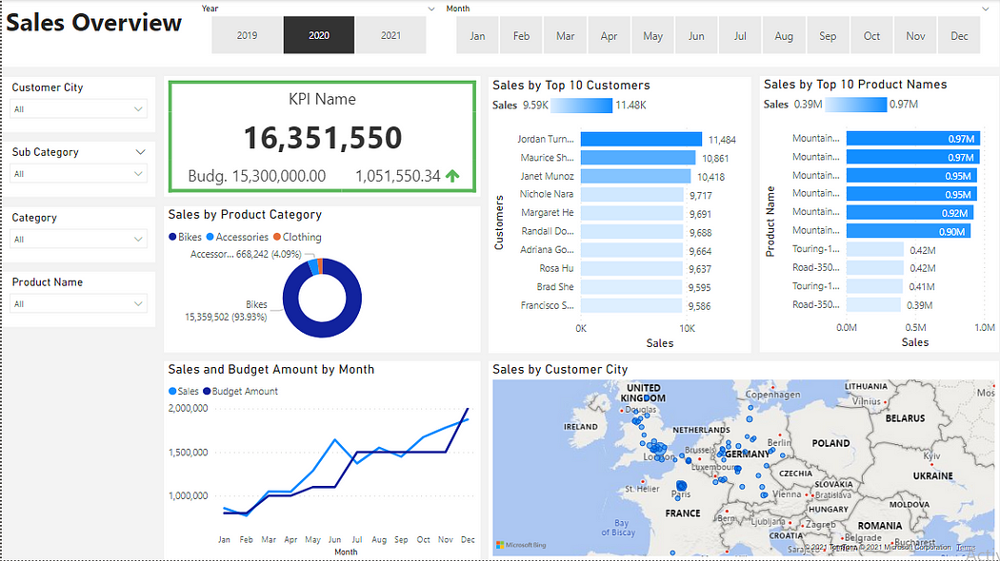 Sales Overview
Year
2019 2020 2021
Month
Jan Feb Mar Apr May Jun Jul Aug Sep Oct Nov Dec
Customer City
All
Sub Category
All
Category
All
Product Name
All
KPI Name
16,351,550
Budg. 15,300,000.00 1,051,550.34
Sales by Product Category
Bikes Accessories Clothing
Accessor... 668,242 (4.09%)
Bikes
15,359,502 (93.93%)
Sales by Top 10 Customers
Sales 9.59K 11.48K
Customers
Jordan Turn... 11,484
Maurice Sh... 10,861
Janet Munoz 10,418
Nichole Nara 9,717
Margaret He 9,691
Randall Do... 9,688
Adriana Go... 9,664
Rosa Hu 9,637
Brad She 9,595
Francisco S... 9,586
0K 10K
Sales
Sales by Top 10 Product Names
Sales 0.39M 0.97M
Product Name
Mountain... 0.97M
Mountain... 0.97M
Mountain... 0.95M
Mountain... 0.95M
Mountain... 0.92M
Mountain... 0.90M
Touring-1... 0.42M
Road-350... 0.42M
Touring-1... 0.41M
Road-350... 0.39M
0.0M 0.5M 1.0M
Sales
Sales and Budget Amount by Month
Sales Budget Amount
2,000,000
1,500,000
1,000,000
Jan Feb Mar Apr May Jun Jul Aug Sep Oct Nov Dec
Month
Sales by Customer City
UNITED
KINGDOM
Douglas
IRELAND
Copenhagen
LITHUANIA
Vilnius
Mos
BELARUS
NETHERLANDS
Berlin
POLAND
London
Brussels
GERMANY
Kyiv
Luxembourg
CZECHIA
UKRAINE
St. Helier
Paris
SLOVAKIA
Vienna
Bratislava
FRANCE
HUNGARY
MOLDOVA
Bay
of Biscay
Bern
Ljubljana
Zagreb
ROMANIA
CROATIA
Belgrade
Bucharest
Microsoft Bing
© 2021 TomTom, © 2021 Microsoft Corporation Terms